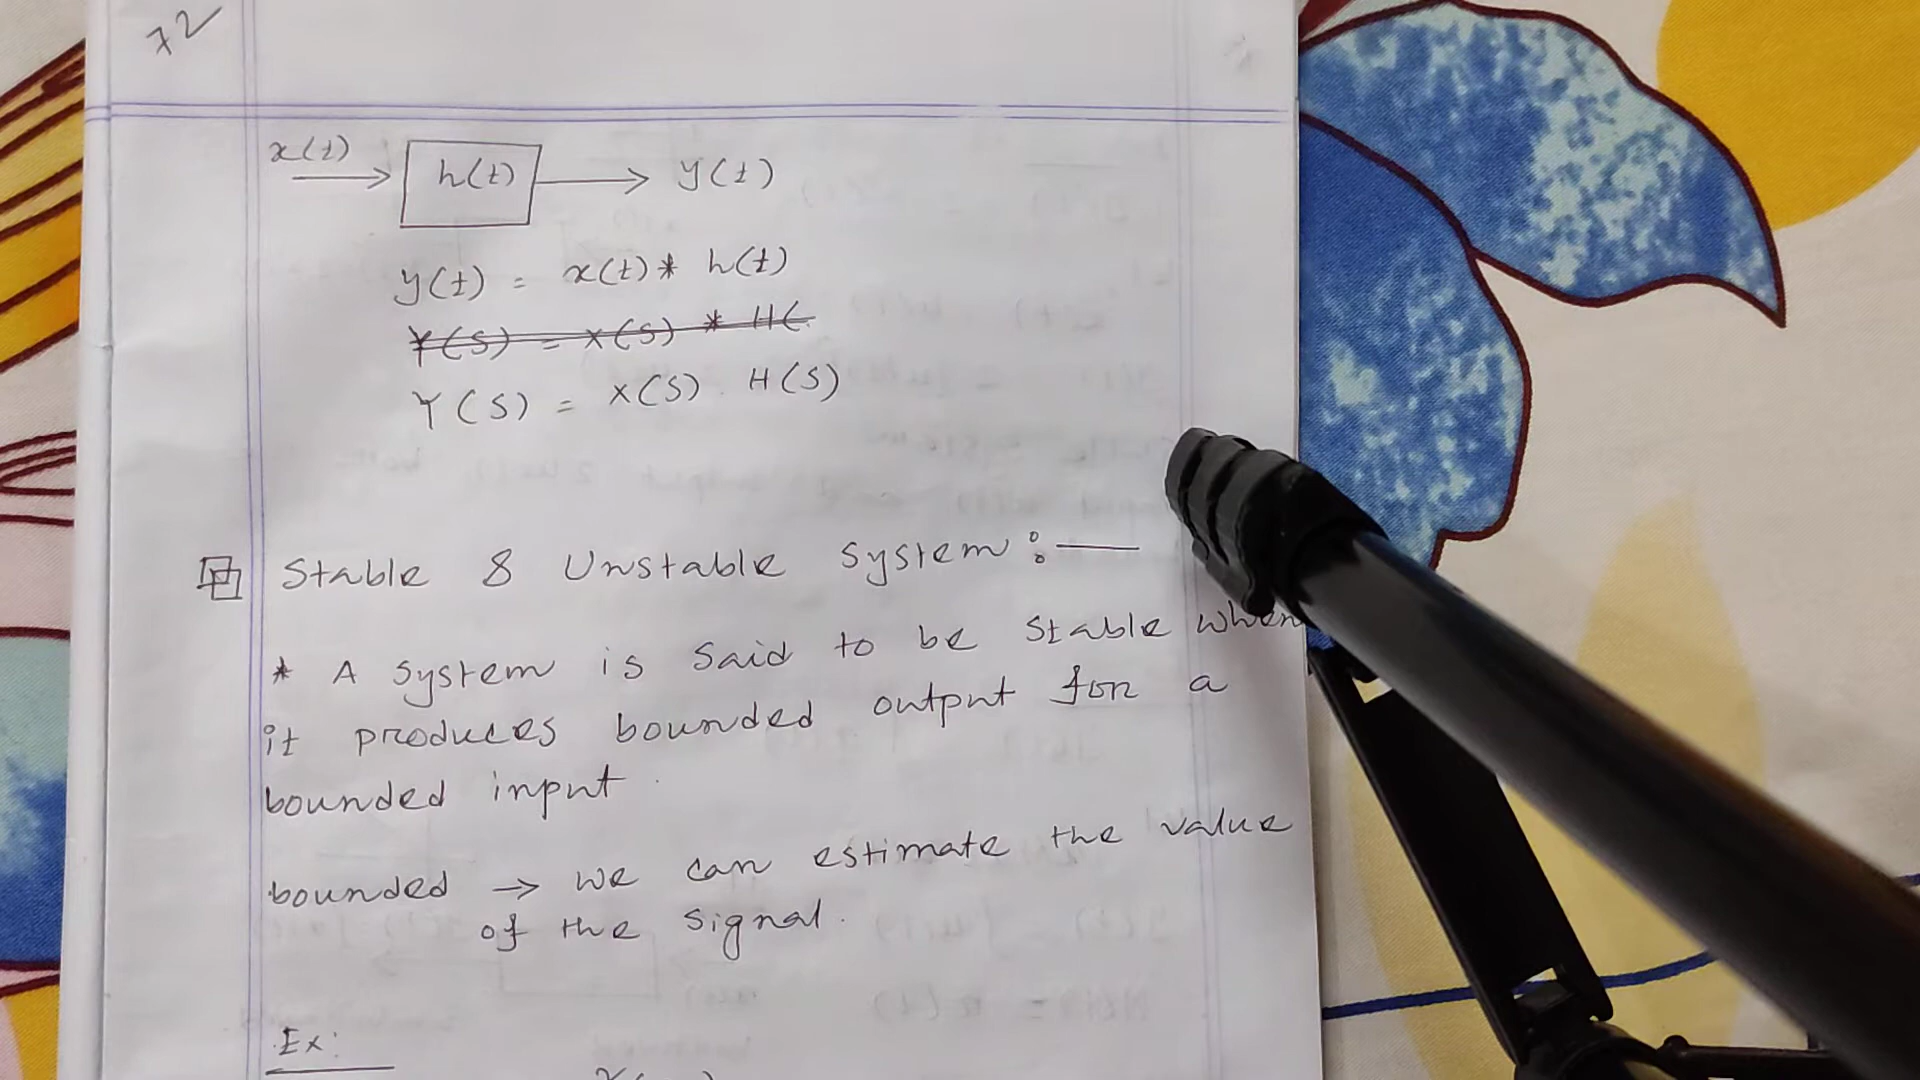 72
x(t) → h(t) → y(t)
y(t) = x(t) * h(t)
Y(S) = X(S) * H(
Y(S) = X(S) . H(S)
Stable & Unstable System :—
* A system is said to be stable when
it produces bounded output for a
bounded input.
bounded → we can estimate the value
of the signal.
Ex: